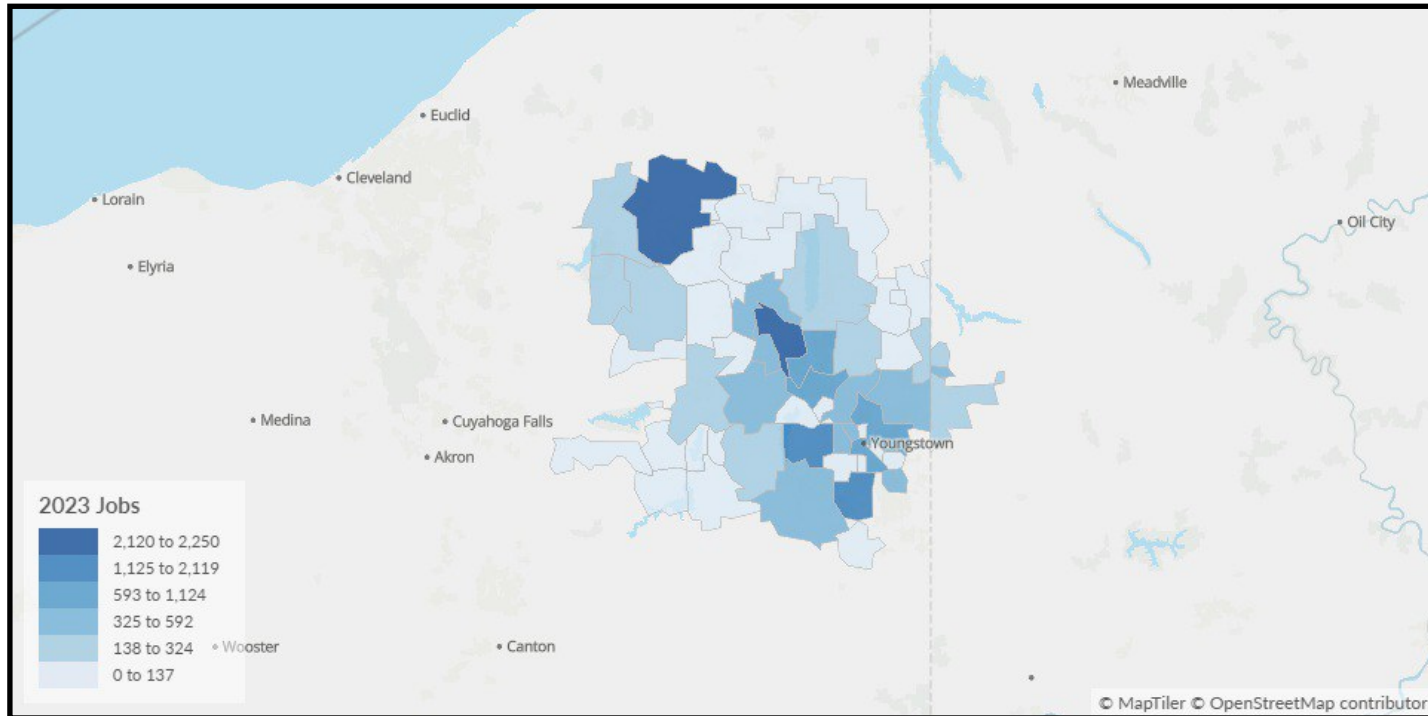 Meadville
Euclid
Cleveland
Lorain
Oil City
Elyria
Medina
Cuyahoga Falls
Youngstown
Akron
2023 Jobs
2,120 to 2,250
1,125 to 2,119
593 to 1,124
325 to 592
138 to 324
0 to 137
Wooster
Canton
© MapTiler © OpenStreetMap contributor